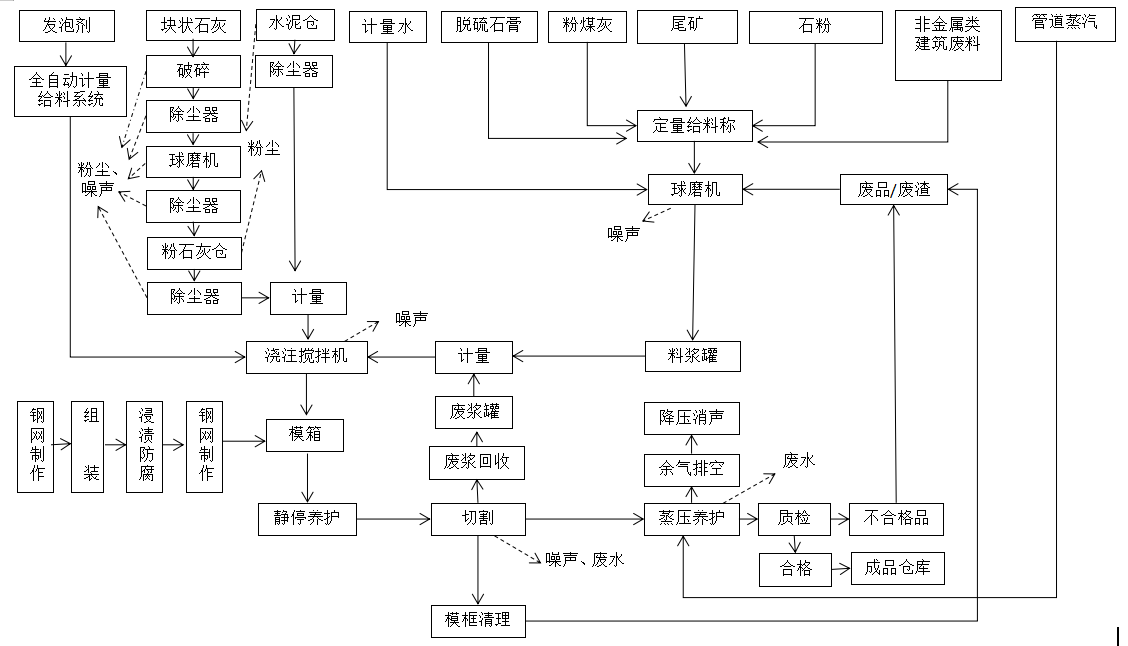 发泡剂
块状石灰
水泥仓
计量水
脱硫石膏
粉煤灰
尾矿
石粉
非金属类
建筑废料
管道蒸汽
全自动计量
给料系统
破碎
除尘器
除尘器
定量给料称
粉尘
球磨机
粉尘、
噪声
除尘器
球磨机
废品/废渣
噪声
粉石灰仓
除尘器
计量
噪声
浇注搅拌机
计量
料浆罐
钢网制作
组装
浸渍防腐
钢网制作
模箱
废浆罐
降压消声
废浆回收
余气排空
废水
静停养护
切割
蒸压养护
质检
不合格品
噪声、废水
合格
成品仓库
模框清理